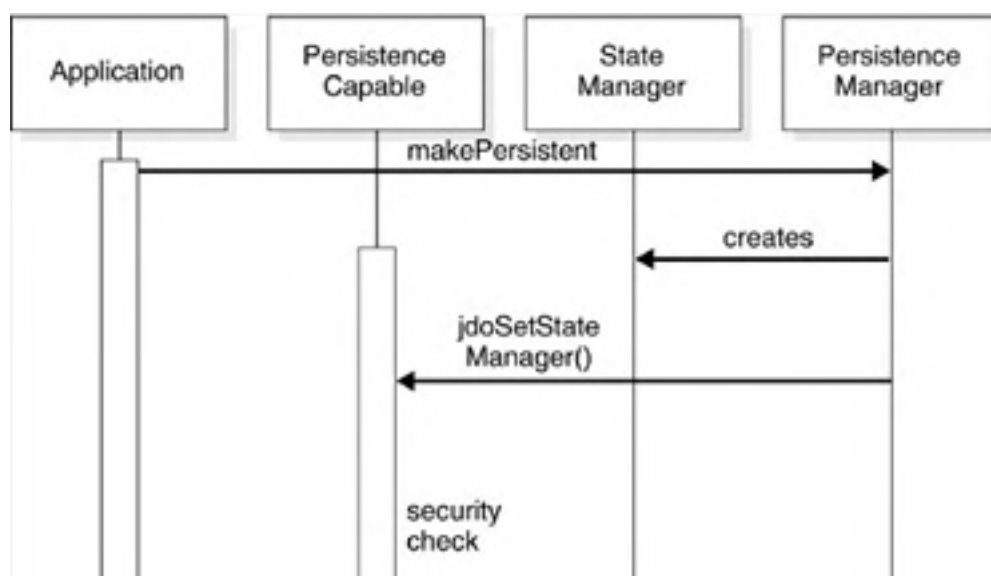 Application
Persistence
Capable
State
Manager
Persistence
Manager
makePersistent
creates
jdoSetState
Manager()
security
check